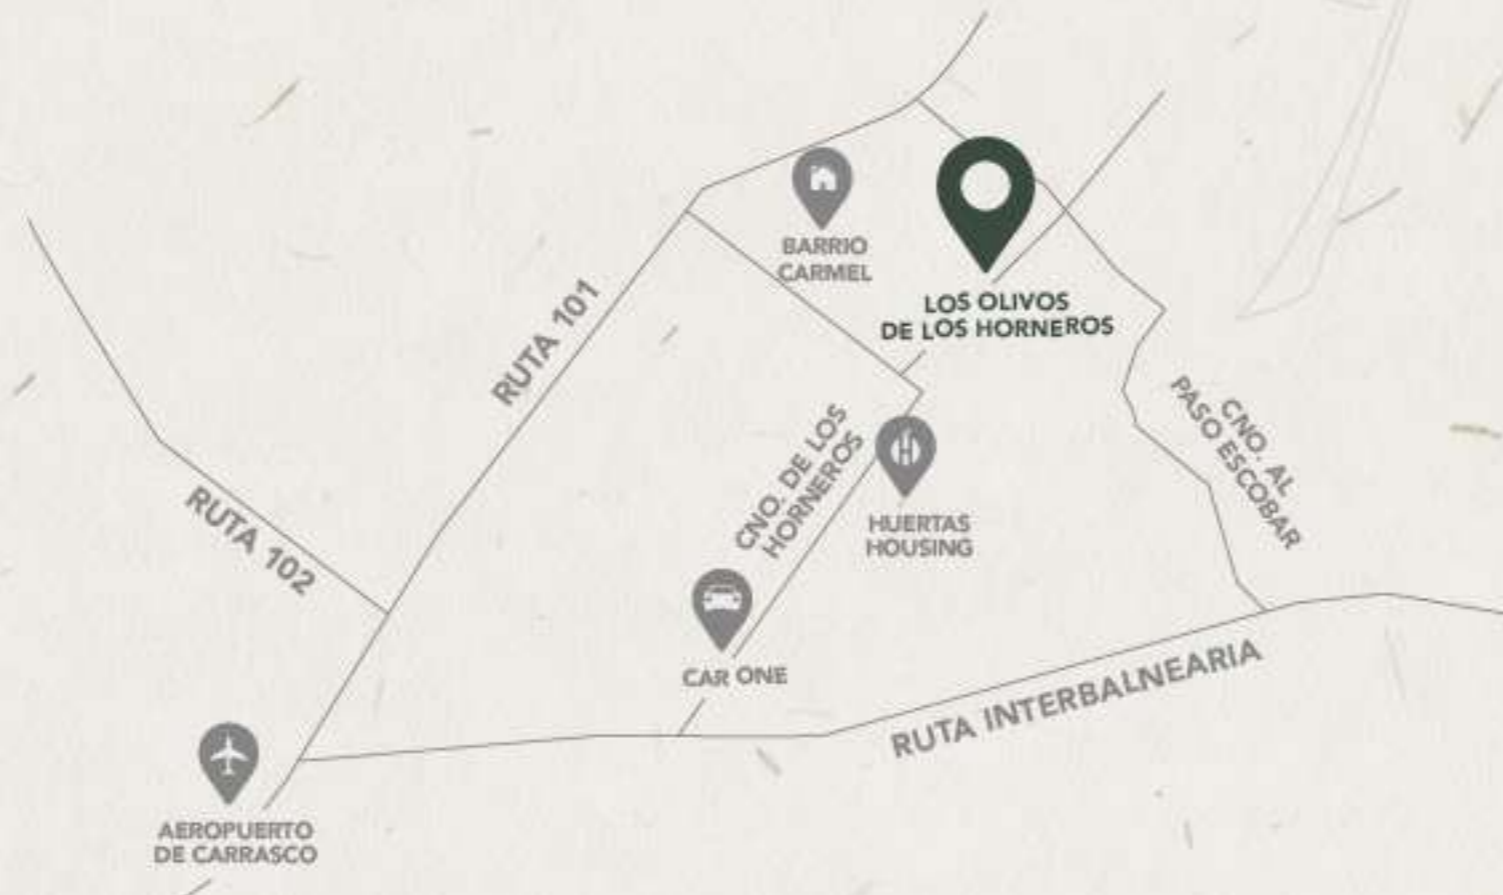 BARRIO
CARMEL
LOS OLIVOS
DE LOS HORNEROS
RUTA 101
CNO. AL
PASO ESCOBAR
CNO. DE LOS
HORNEROS
RUTA 102
HUERTAS
HOUSING
CAR ONE
RUTA INTERBALNEARIA
AEROPUERTO
DE CARRASCO